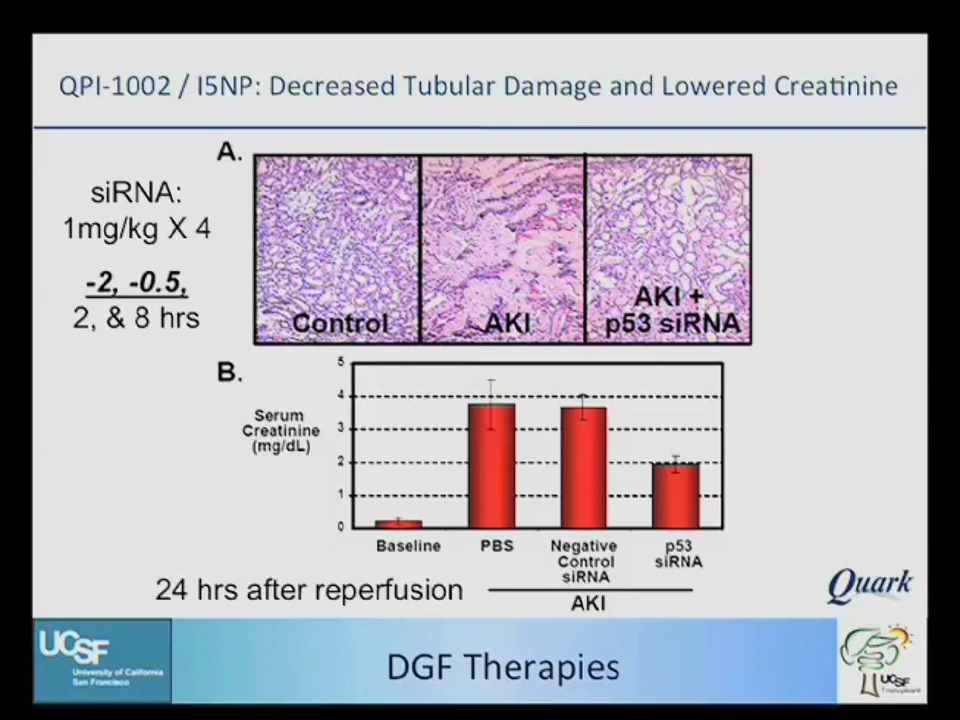 QPI-1002 / I5NP: Decreased Tubular Damage and Lowered Creatinine
siRNA:
1mg/kg X 4
-2, -0.5,
2, & 8 hrs
A.
Control
AKI
AKI +
p53 siRNA
B.
Serum
Creatinine
(mg/dL)
5
4
3
2
1
0
Baseline
PBS
Negative
Control
siRNA
p53
siRNA
AKI
24 hrs after reperfusion
Quark
UCSF
University of California
San Francisco
DGF Therapies
UCSF
Transplant